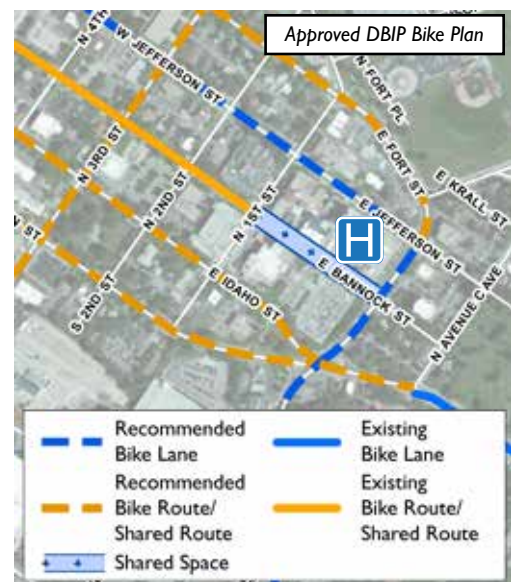 Approved DBIP Bike Plan
N 4TH
W JEFFERSON ST
N FORT PL
E FORT ST
E KRALL ST
N 3RD ST
N 2ND ST
N 1ST ST
E JEFFERSON ST
H
E BANNOCK ST
N AVENUE C AVE
N ST
E IDAHO ST
S 2ND ST
Recommended
Bike Lane
Existing
Bike Lane
Recommended
Bike Route/
Shared Route
Existing
Bike Route/
Shared Route
Shared Space